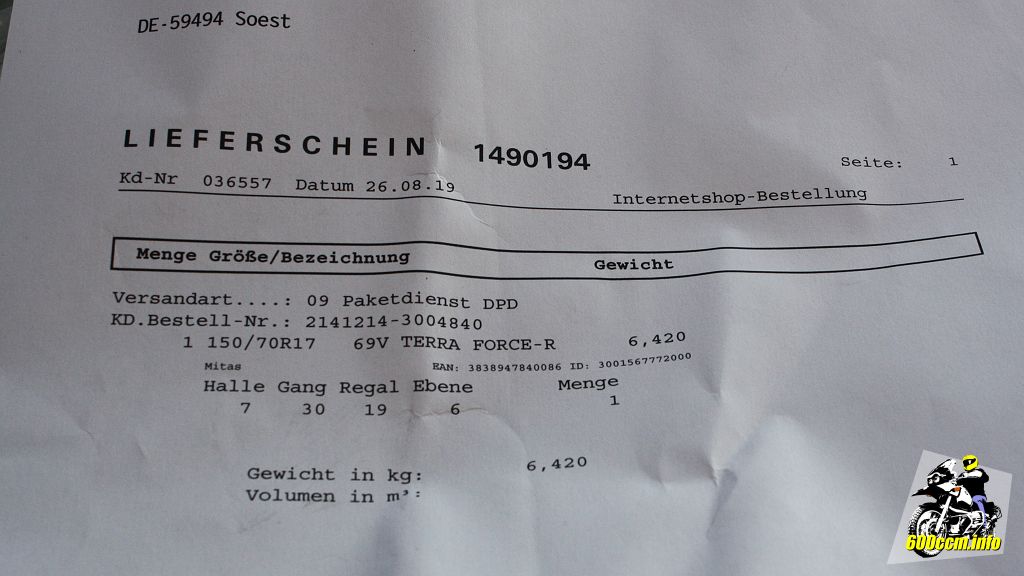 DE-59494 Soest
LIEFERSCHEIN 1490194 Seite: 1
Kd-Nr 036557 Datum 26.08.19 Internetshop-Bestellung
Menge Größe/Bezeichnung Gewicht
Versandart....: 09 Paketdienst DPD
KD.Bestell-Nr.: 2141214-3004840
1 150/70R17 69V TERRA FORCE-R 6,420
Mitas EAN: 3838947840086 ID: 3001567772000
Halle Gang Regal Ebene Menge
7 30 19 6 1
Gewicht in kg: 6,420
Volumen in m³:
600ccm.info